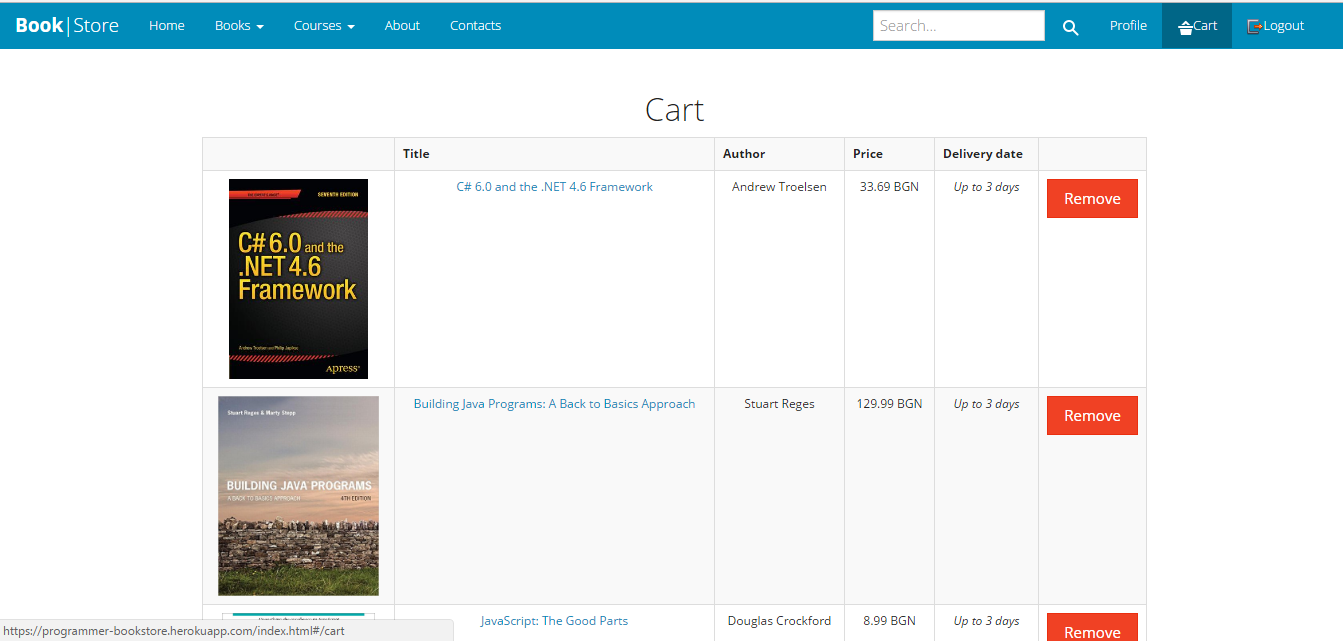 Book|Store Home Books Courses About Contacts Search... Profile Cart Logout
Cart
Title Author Price Delivery date
C# 6.0 and the .NET 4.6 Framework Andrew Troelsen 33.69 BGN Up to 3 days Remove
SEVENTH EDITION
C# 6.0 and the
.NET 4.6
Framework
Andrew Troelsen and Philip Japikse
Apress®
Building Java Programs: A Back to Basics Approach Stuart Reges 129.99 BGN Up to 3 days Remove
Stuart Reges & Marty Stepp
BUILDING JAVA PROGRAMS
A BACK TO BASICS APPROACH 4TH EDITION
JavaScript: The Good Parts Douglas Crockford 8.99 BGN Up to 3 days Remove
https://programmer-bookstore.herokuapp.com/index.html#/cart